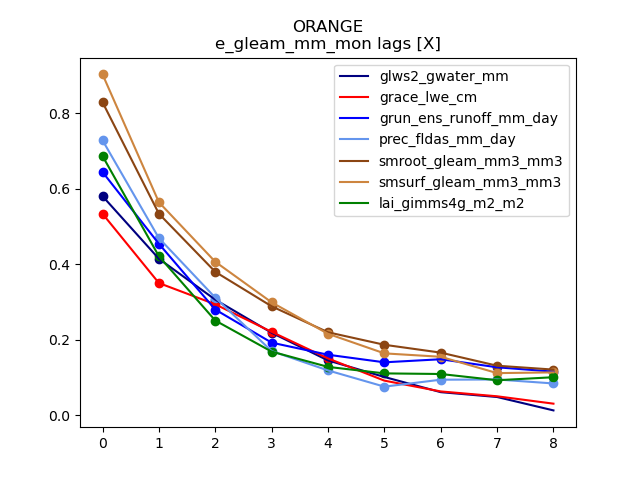 ORANGE
e_gleam_mm_mon lags [X]
glws2_gwater_mm
grace_lwe_cm
grun_ens_runoff_mm_day
prec_fldas_mm_day
smroot_gleam_mm3_mm3
smsurf_gleam_mm3_mm3
lai_gimms4g_m2_m2
0.8
0.6
0.4
0.2
0.0
0 1 2 3 4 5 6 7 8